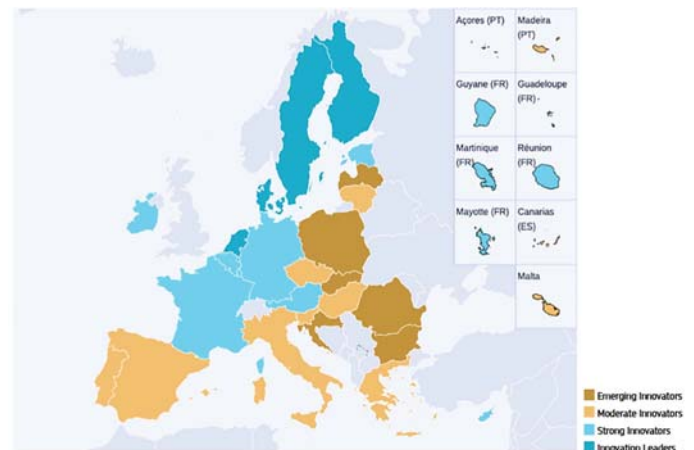 Açores (PT)
Madeira
(PT)
Guyane (FR)
Guadeloupe
(FR)
Martinique
(FR)
Réunion
(FR)
Mayotte (FR)
Canarias
(ES)
Malta
Emerging Innovators
Moderate Innovators
Strong Innovators
Innovation Leaders